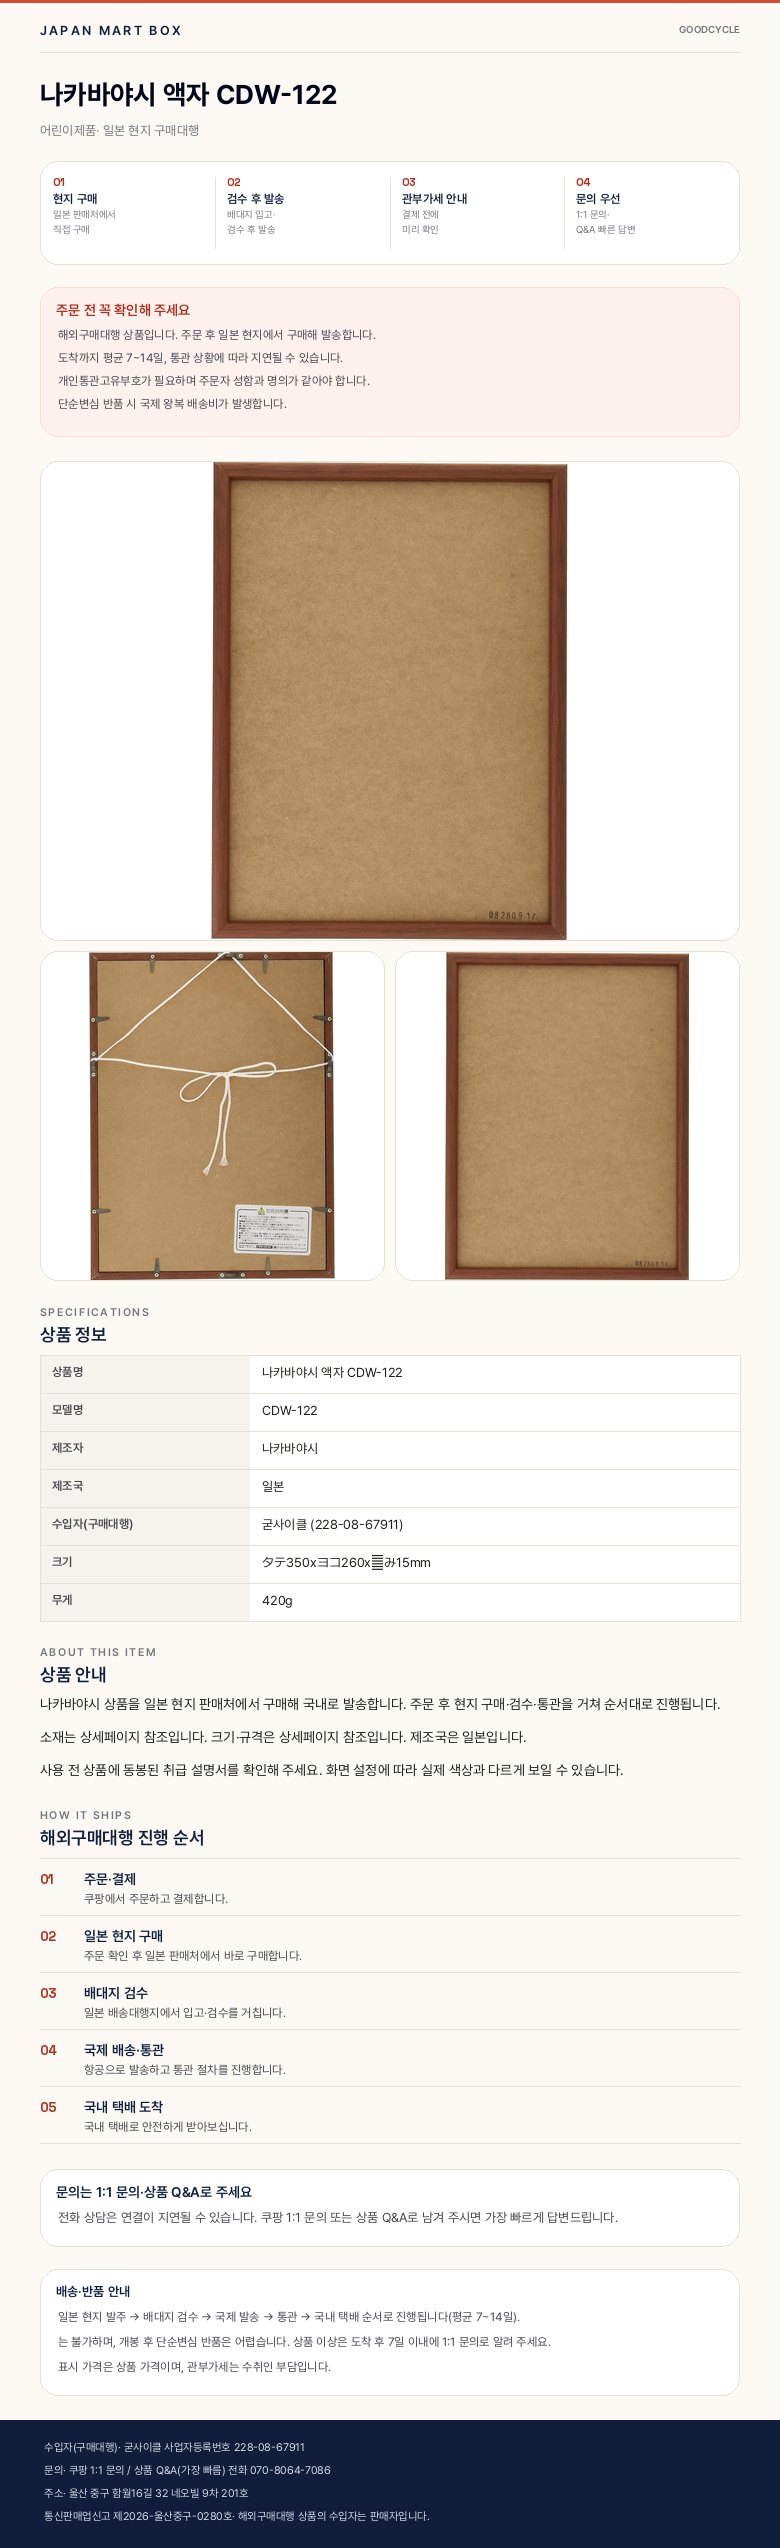 JAPAN MART BOX
GOODCYCLE
나카바야시 액자 CDW-122
어린이제품· 일본 현지 구매대행
01
현지 구매
일본 판매처에서
직접 구매
02
검수 후 발송
배대지 입고·
검수 후 발송
03
관부가세 안내
결제 전에
미리 확인
04
문의 우선
1:1 문의·
Q&A 빠른 답변
주문 전 꼭 확인해 주세요
해외구매대행 상품입니다. 주문 후 일본 현지에서 구매해 발송합니다.
도착까지 평균 7~14일, 통관 상황에 따라 지연될 수 있습니다.
개인통관고유부호가 필요하며 주문자 성함과 명의가 같아야 합니다.
단순변심 반품 시 국제 왕복 배송비가 발생합니다.
SPECIFICATIONS
상품 정보
상품명 나카바야시 액자 CDW-122
모델명 CDW-122
제조자 나카바야시
제조국 일본
수입자(구매대행) 굳사이클 (228-08-67911)
크기 タテ350xヨコ260x み15mm
무게 420g
ABOUT THIS ITEM
상품 안내
나카바야시 상품을 일본 현지 판매처에서 구매해 국내로 발송합니다. 주문 후 현지 구매·검수·통관을 거쳐 순서대로 진행됩니다.
소재는 상세페이지 참조입니다. 크기·규격은 상세페이지 참조입니다. 제조국은 일본입니다.
사용 전 상품에 동봉된 취급 설명서를 확인해 주세요. 화면 설정에 따라 실제 색상과 다르게 보일 수 있습니다.
HOW IT SHIPS
해외구매대행 진행 순서
01 주문·결제
쿠팡에서 주문하고 결제합니다.
02 일본 현지 구매
주문 확인 후 일본 판매처에서 바로 구매합니다.
03 배대지 검수
일본 배송대행지에서 입고·검수를 거칩니다.
04 국제 배송·통관
항공으로 발송하고 통관 절차를 진행합니다.
05 국내 택배 도착
국내 택배로 안전하게 받아보십니다.
문의는 1:1 문의·상품 Q&A로 주세요
전화 상담은 연결이 지연될 수 있습니다. 쿠팡 1:1 문의 또는 상품 Q&A로 남겨 주시면 가장 빠르게 답변드립니다.
배송·반품 안내
일본 현지 발주 → 배대지 검수 → 국제 발송 → 통관 → 국내 택배 순서로 진행됩니다(평균 7~14일).
는 불가하며, 개봉 후 단순변심 반품은 어렵습니다. 상품 이상은 도착 후 7일 이내에 1:1 문의로 알려 주세요.
표시 가격은 상품 가격이며, 관부가세는 수취인 부담입니다.
수입자(구매대행)· 굳사이클 사업자등록번호 228-08-67911
문의· 쿠팡 1:1 문의 / 상품 Q&A(가장 빠름) 전화 070-8064-7086
주소· 울산 중구 함월16길 32 네오빌 9차 201호
통신판매업신고 제2026-울산중구-0280호· 해외구매대행 상품의 수입자는 판매자입니다.